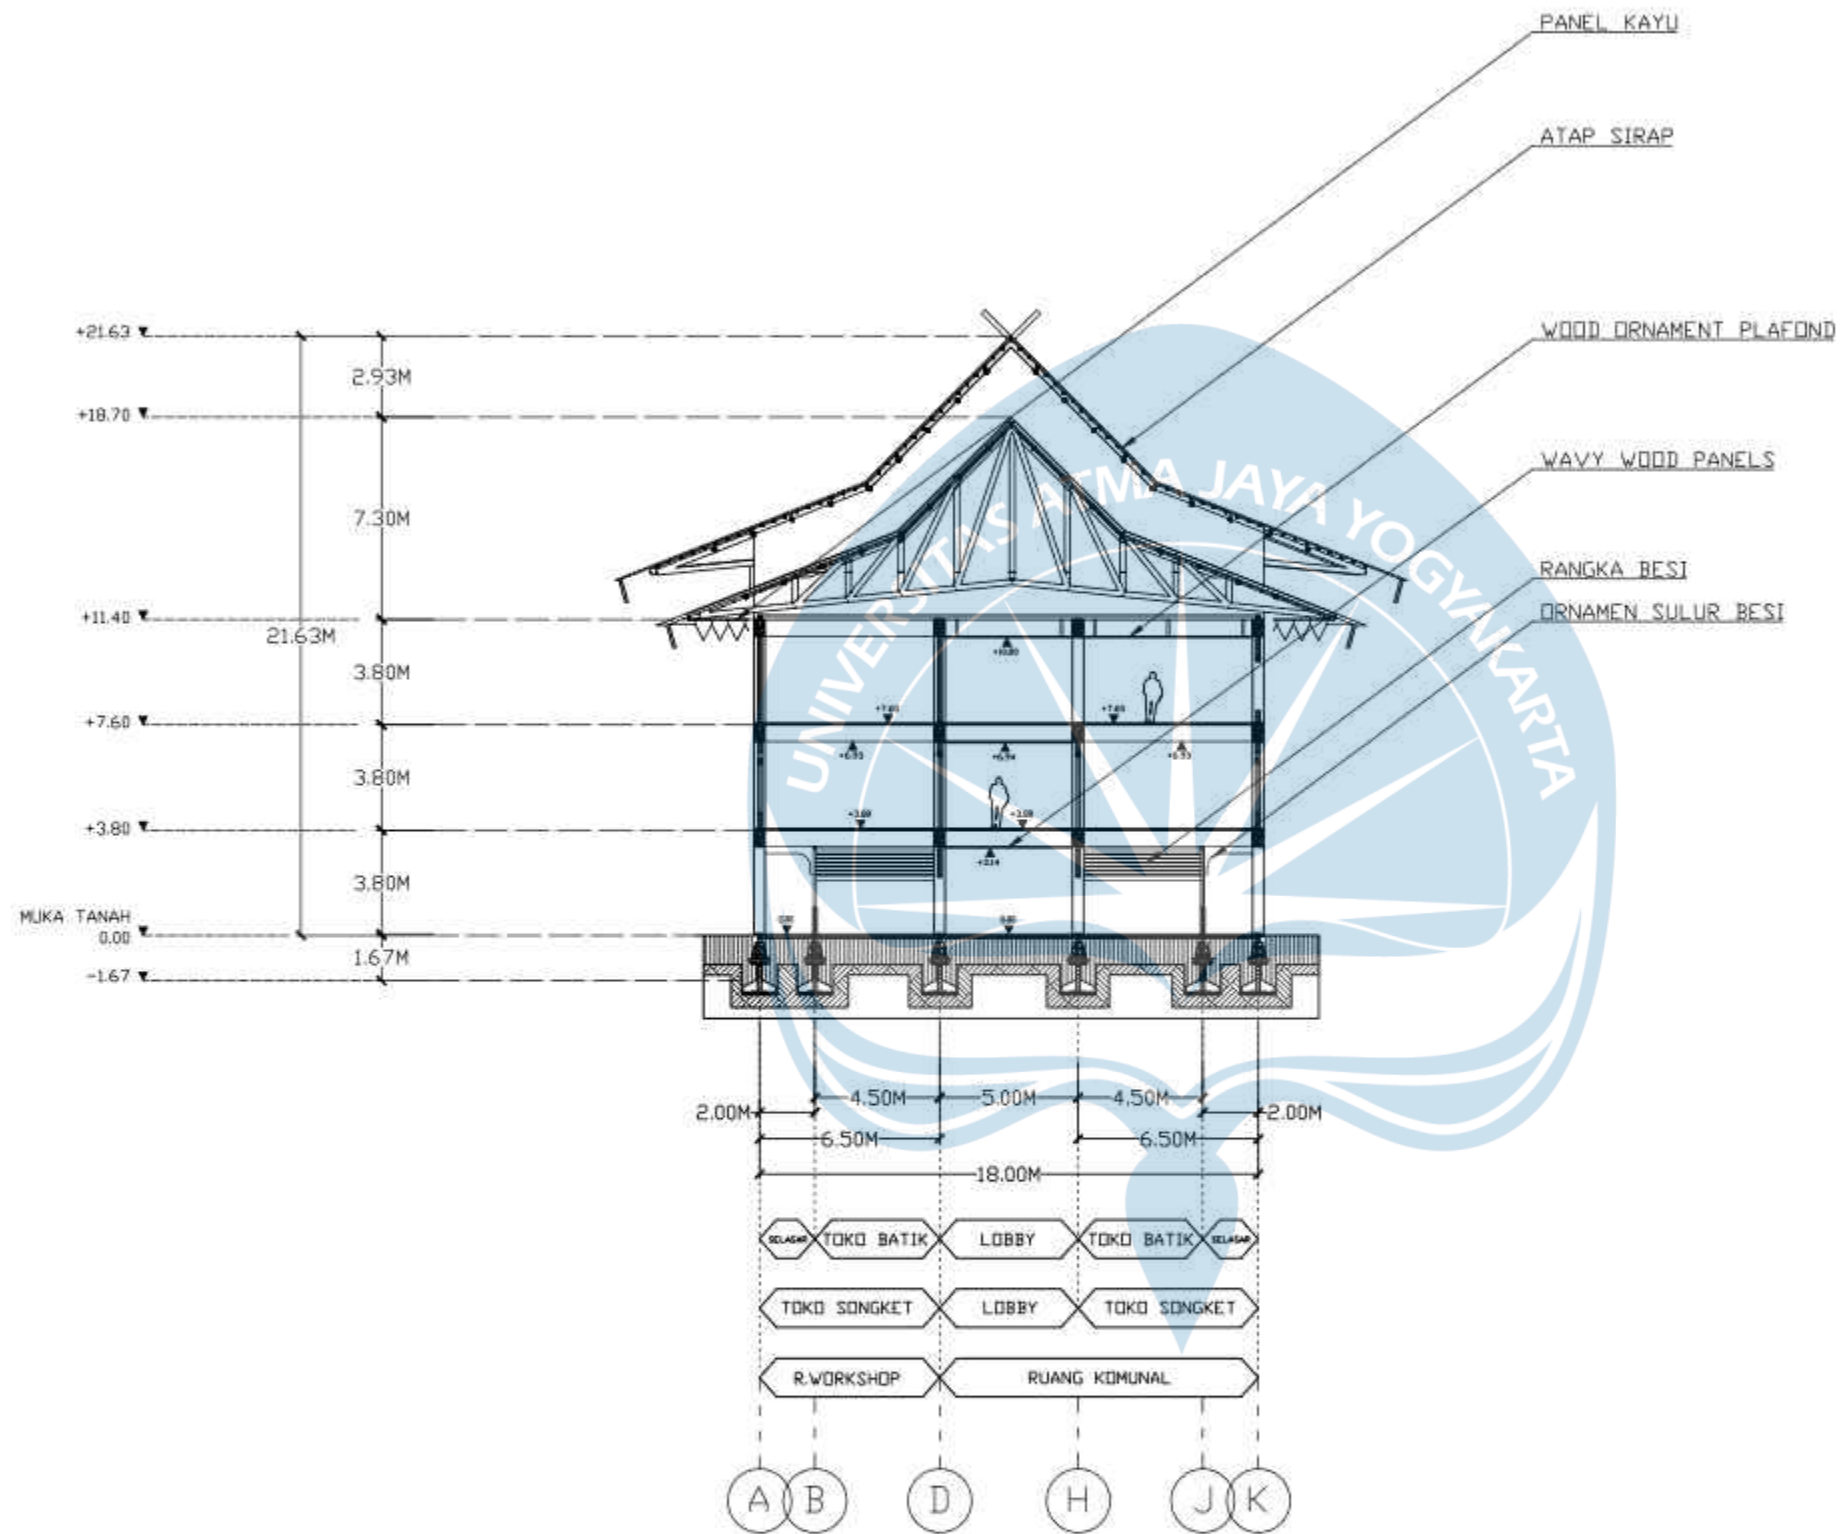 PANEL KAYU
ATAP SIRAP
WOOD ORNAMENT PLAFOND
WAVY WOOD PANELS
RANGKA BESI
ORNAMEN SULUR BESI
+21.63
2.93M
+18.70
7.30M
+11.40
21.63M
3.80M
+7.60
3.80M
+3.80
3.80M
MUKA TANAH
0.00
1.67M
-1.67
UNIVERSITAS ATMA JAYA YOGYAKARTA
4.50M
5.00M
4.50M
2.00M
2.00M
6.50M
6.50M
18.00M
SELASAR
TOKO BATIK
LOBBY
TOKO BATIK
SELASAR
TOKO SONGKET
LOBBY
TOKO SONGKET
R.WORKSHOP
RUANG KOMUNAL
A
B
D
H
J
K